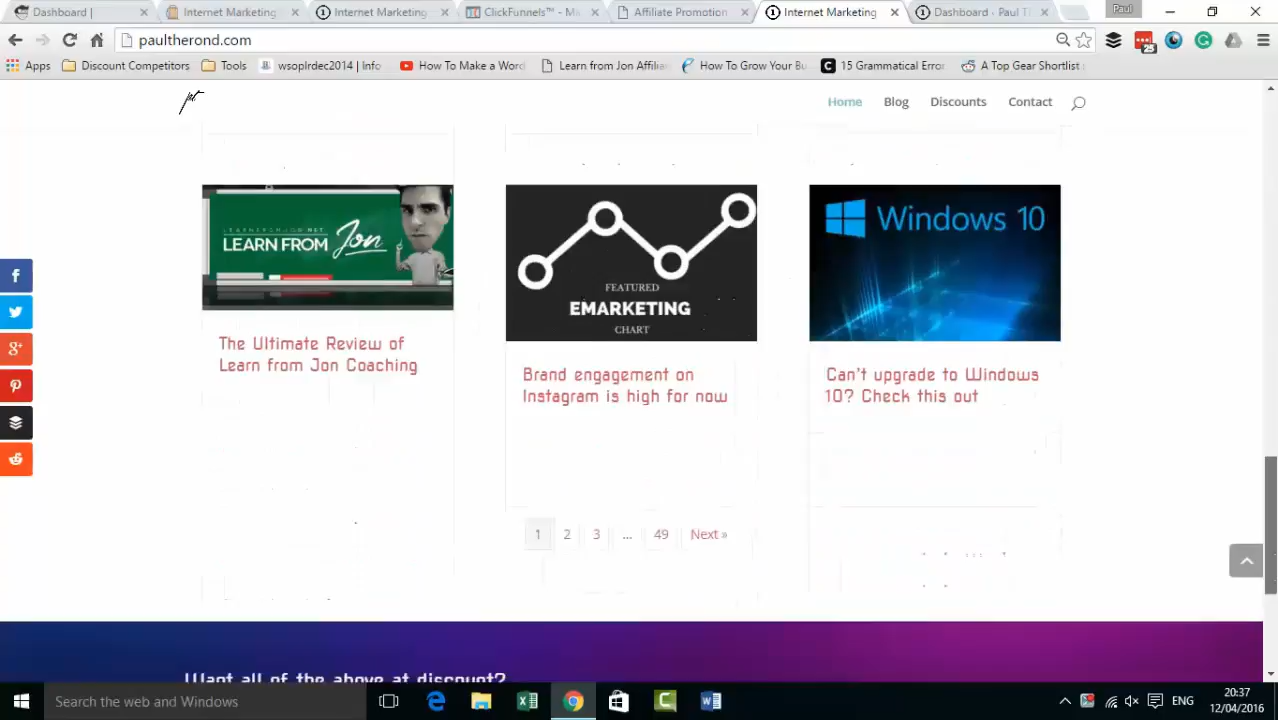 Paul
Dashboard |
Internet Marketing
Internet Marketing
ClickFunnels™ - Mi
Affiliate Promotion
Internet Marketing
Dashboard - Paul T
paultherond.com
Apps
Discount Competitors
Tools
wsoplrdec2014 | Info
How To Make a Word
Learn from Jon Affilia
How To Grow Your Bu
15 Grammatical Error
A Top Gear Shortlist
25
Home
Blog
Discounts
Contact
LEARN FROM Jon
FEATURED
EMARKETING
CHART
Windows 10
The Ultimate Review of
Learn from Jon Coaching
Brand engagement on
Instagram is high for now
Can't upgrade to Windows
10? Check this out
1 2 3 ... 49 Next »
Want all of the above at discount?
Search the web and Windows
ENG
20:37
12/04/2016